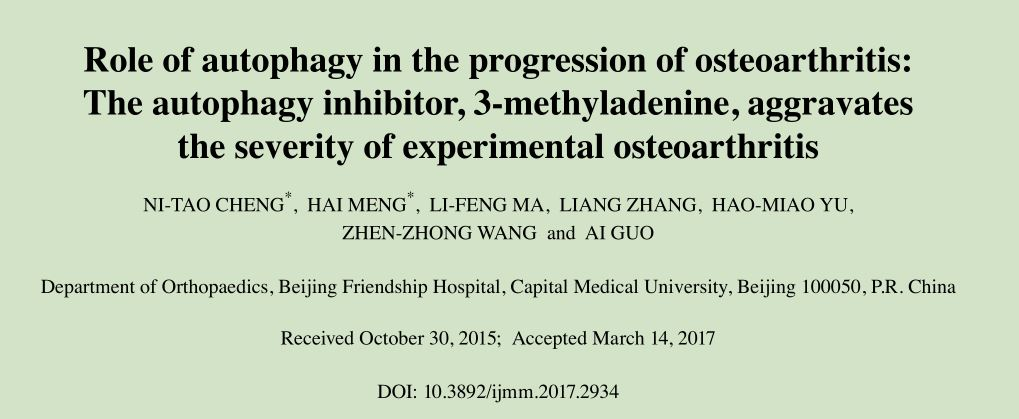 Role of autophagy in the progression of osteoarthritis:
The autophagy inhibitor, 3-methyladenine, aggravates
the severity of experimental osteoarthritis
NI-TAO CHENG*, HAI MENG*, LI-FENG MA, LIANG ZHANG, HAO-MIAO YU,
ZHEN-ZHONG WANG and AI GUO
Department of Orthopaedics, Beijing Friendship Hospital, Capital Medical University, Beijing 100050, P.R. China
Received October 30, 2015; Accepted March 14, 2017
DOI: 10.3892/ijmm.2017.2934